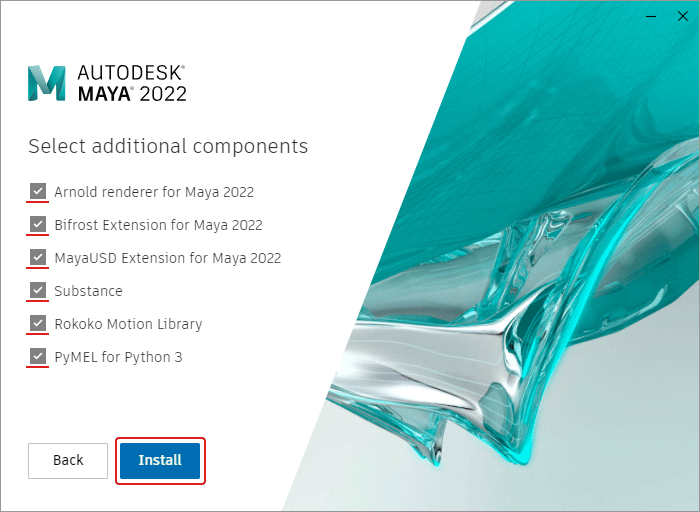 AUTODESK®
MAYA® 2022
Select additional components
Arnold renderer for Maya 2022
Bifrost Extension for Maya 2022
MayaUSD Extension for Maya 2022
Substance
Rokoko Motion Library
PyMEL for Python 3
Back
Install